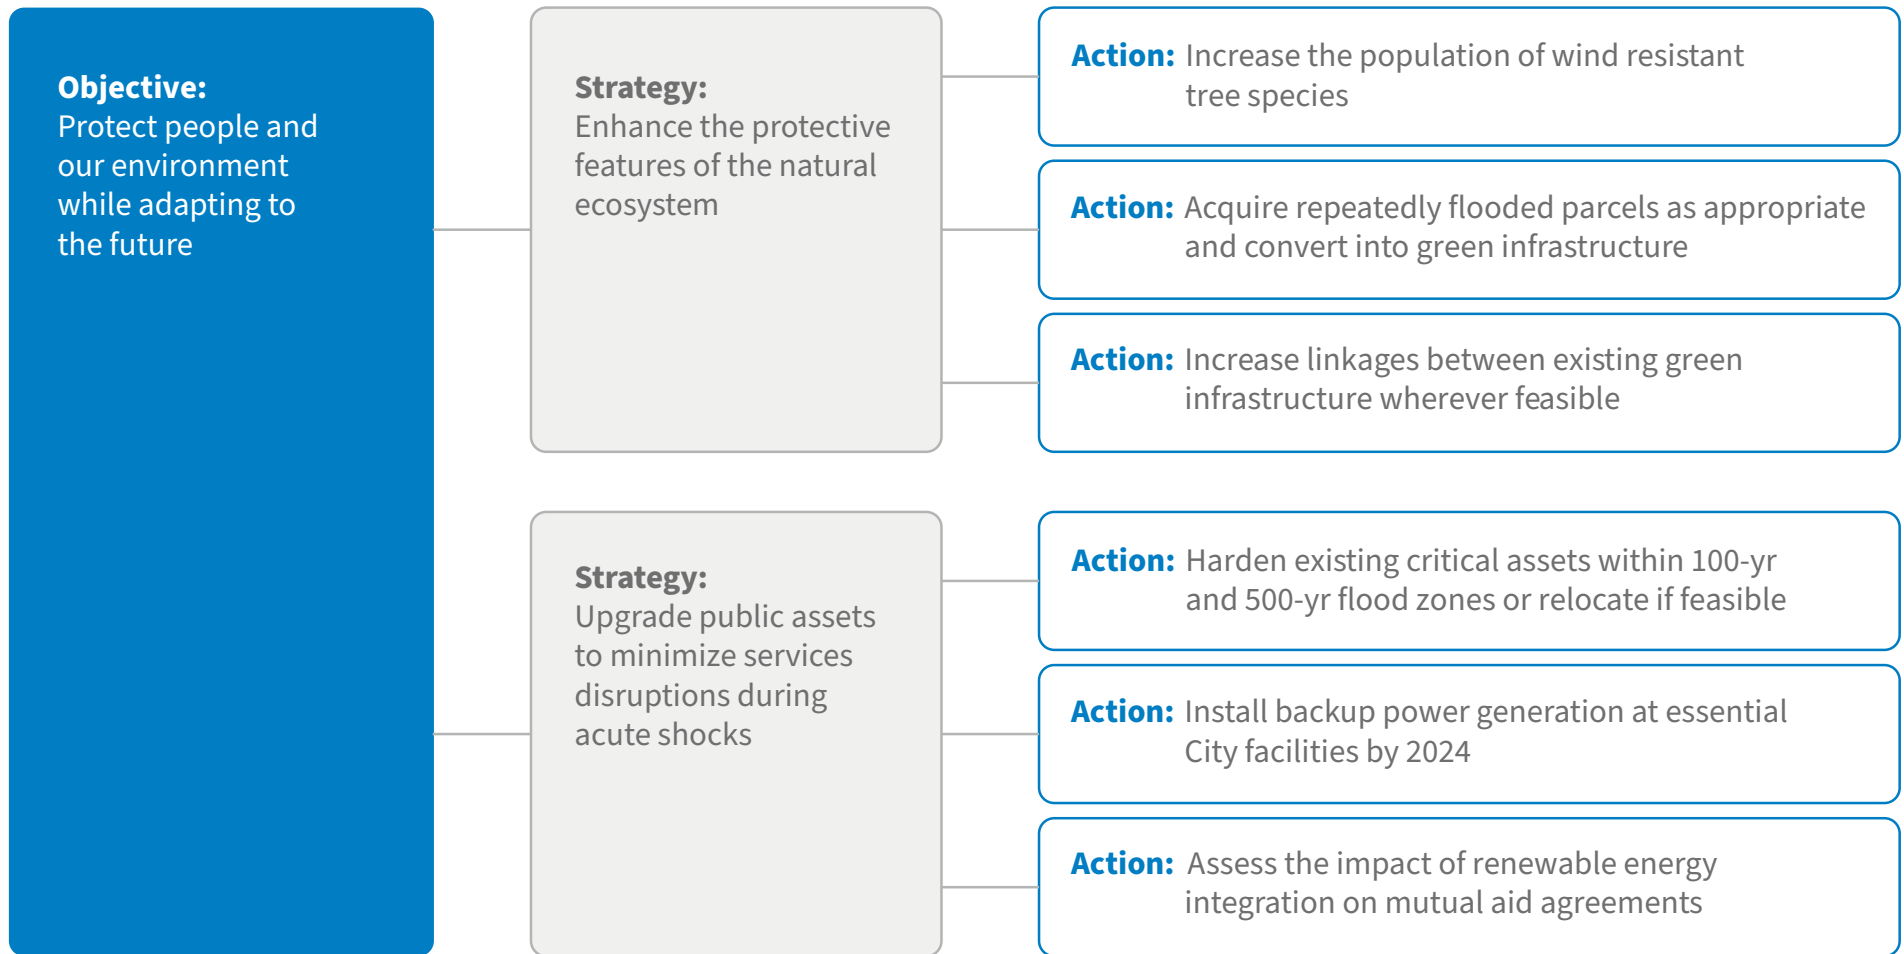 Objective:
Protect people and
our environment
while adapting to
the future
Strategy:
Enhance the protective
features of the natural
ecosystem
Action: Increase the population of wind resistant
tree species
Action: Acquire repeatedly flooded parcels as appropriate
and convert into green infrastructure
Action: Increase linkages between existing green
infrastructure wherever feasible
Strategy:
Upgrade public assets
to minimize services
disruptions during
acute shocks
Action: Harden existing critical assets within 100-yr
and 500-yr flood zones or relocate if feasible
Action: Install backup power generation at essential
City facilities by 2024
Action: Assess the impact of renewable energy
integration on mutual aid agreements